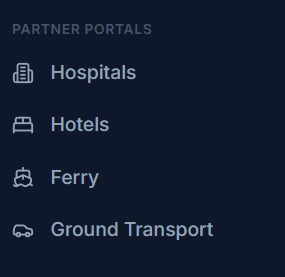 PARTNER PORTALS
Hospitals
Hotels
Ferry
Ground Transport